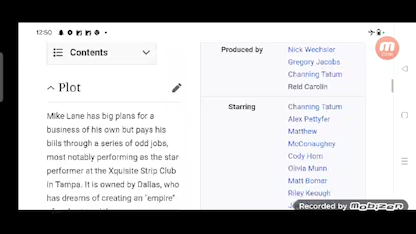 12:50
Contents
Plot
Mike Lane has big plans for a
business of his own but pays his
bills through a series of odd jobs,
most notably performing as the star
performer at the Xquisite Strip Club
in Tampa. It is owned by Dallas, who
has dreams of creating an "empire"
Produced by
Nick Wechsler
Gregory Jacobs
Channing Tatum
Reid Carolin
Starring
Channing Tatum
Alex Pettyfer
Matthew
McConaughey
Cody Horn
Olivia Munn
Matt Bomer
Riley Keough
Recorded by
Mobizen